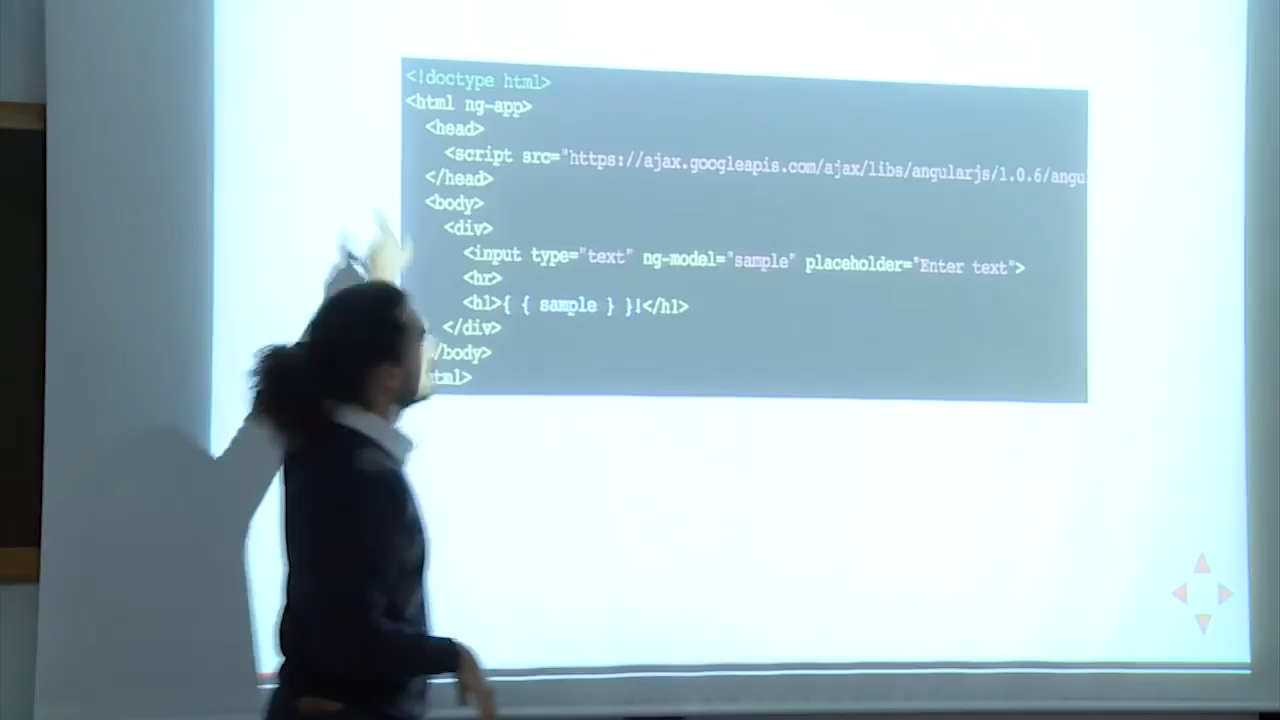 <!doctype html>
<html ng-app>
<head>
<script src="https://ajax.googleapis.com/ajax/libs/angularjs/1.0.6/angu
</head>
<body>
<div>
<input type="text" ng-model="sample" placeholder="Enter text">
<hr>
<h1>{ { sample } }!</h1>
</div>
/body>
tml>